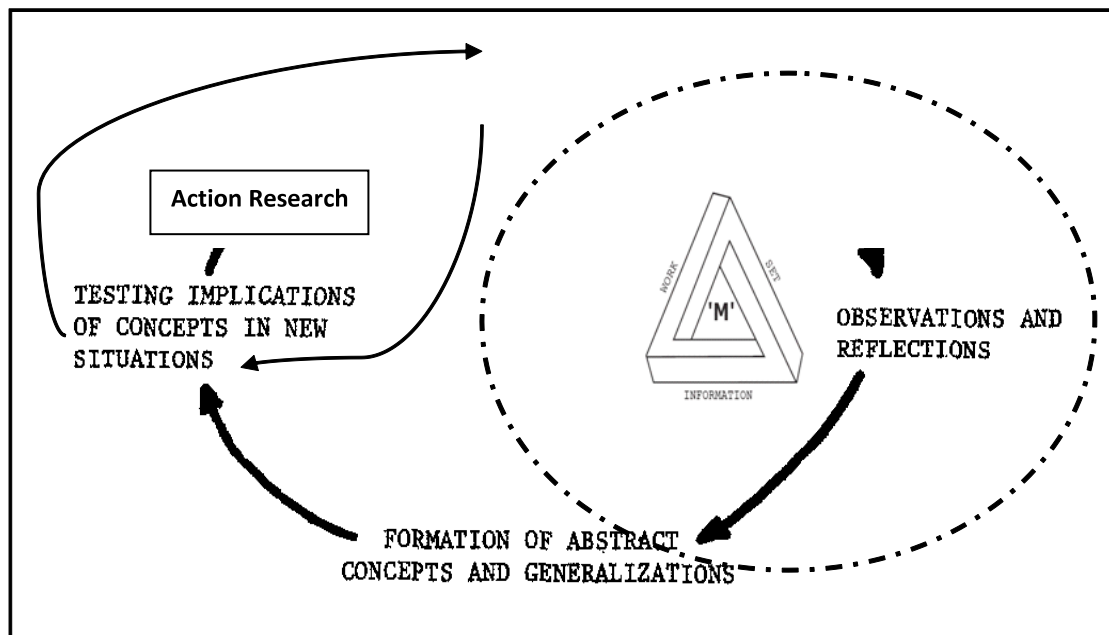 Action Research
TESTING IMPLICATIONS
OF CONCEPTS IN NEW
SITUATIONS
WORK
SET
'M'
INFORMATION
OBSERVATIONS AND
REFLECTIONS
FORMATION OF ABSTRACT
CONCEPTS AND GENERALIZATIONS